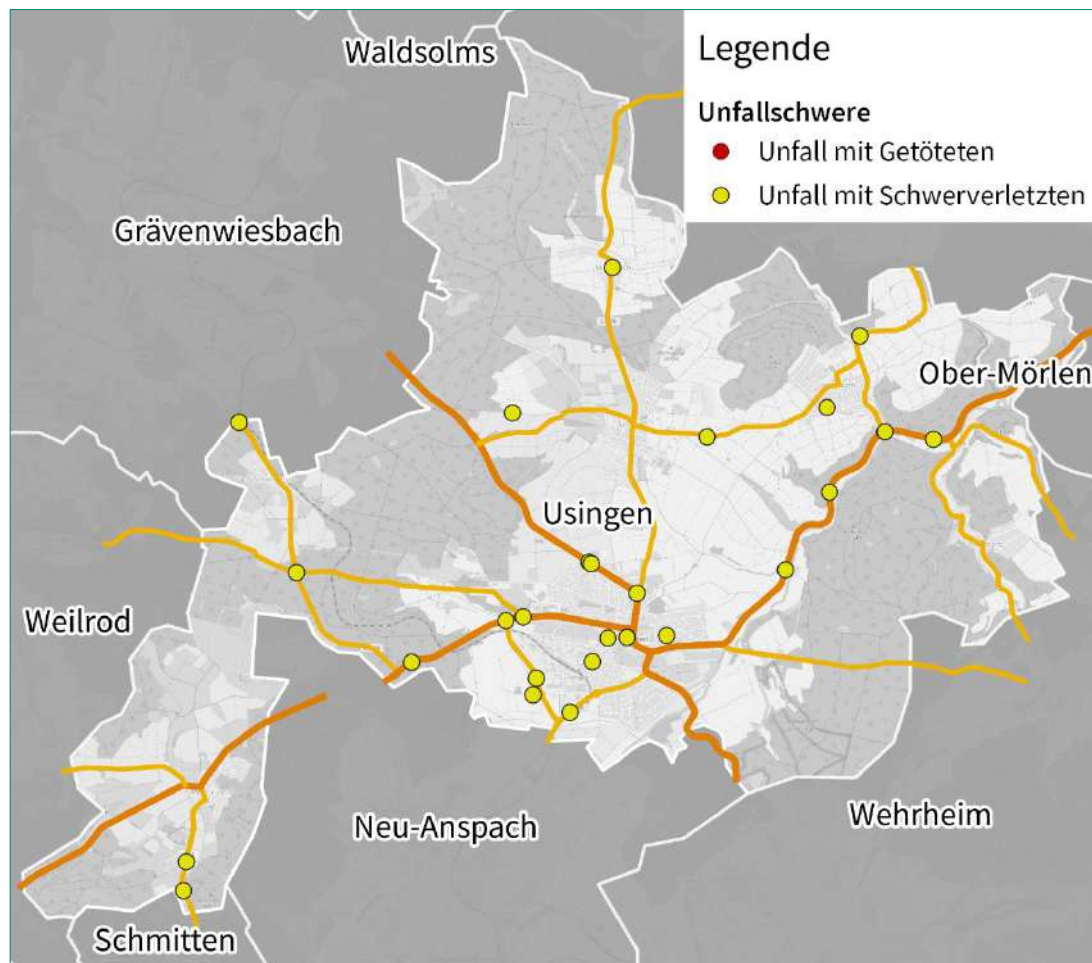 Waldsolms
Legende
Unfallschwere
Unfall mit Getöteten
Unfall mit Schwerverletzten
Grävenwiesbach
Ober-Mörlen
Usingen
Weilrod
Neu-Anspach
Wehrheim
Schmitten